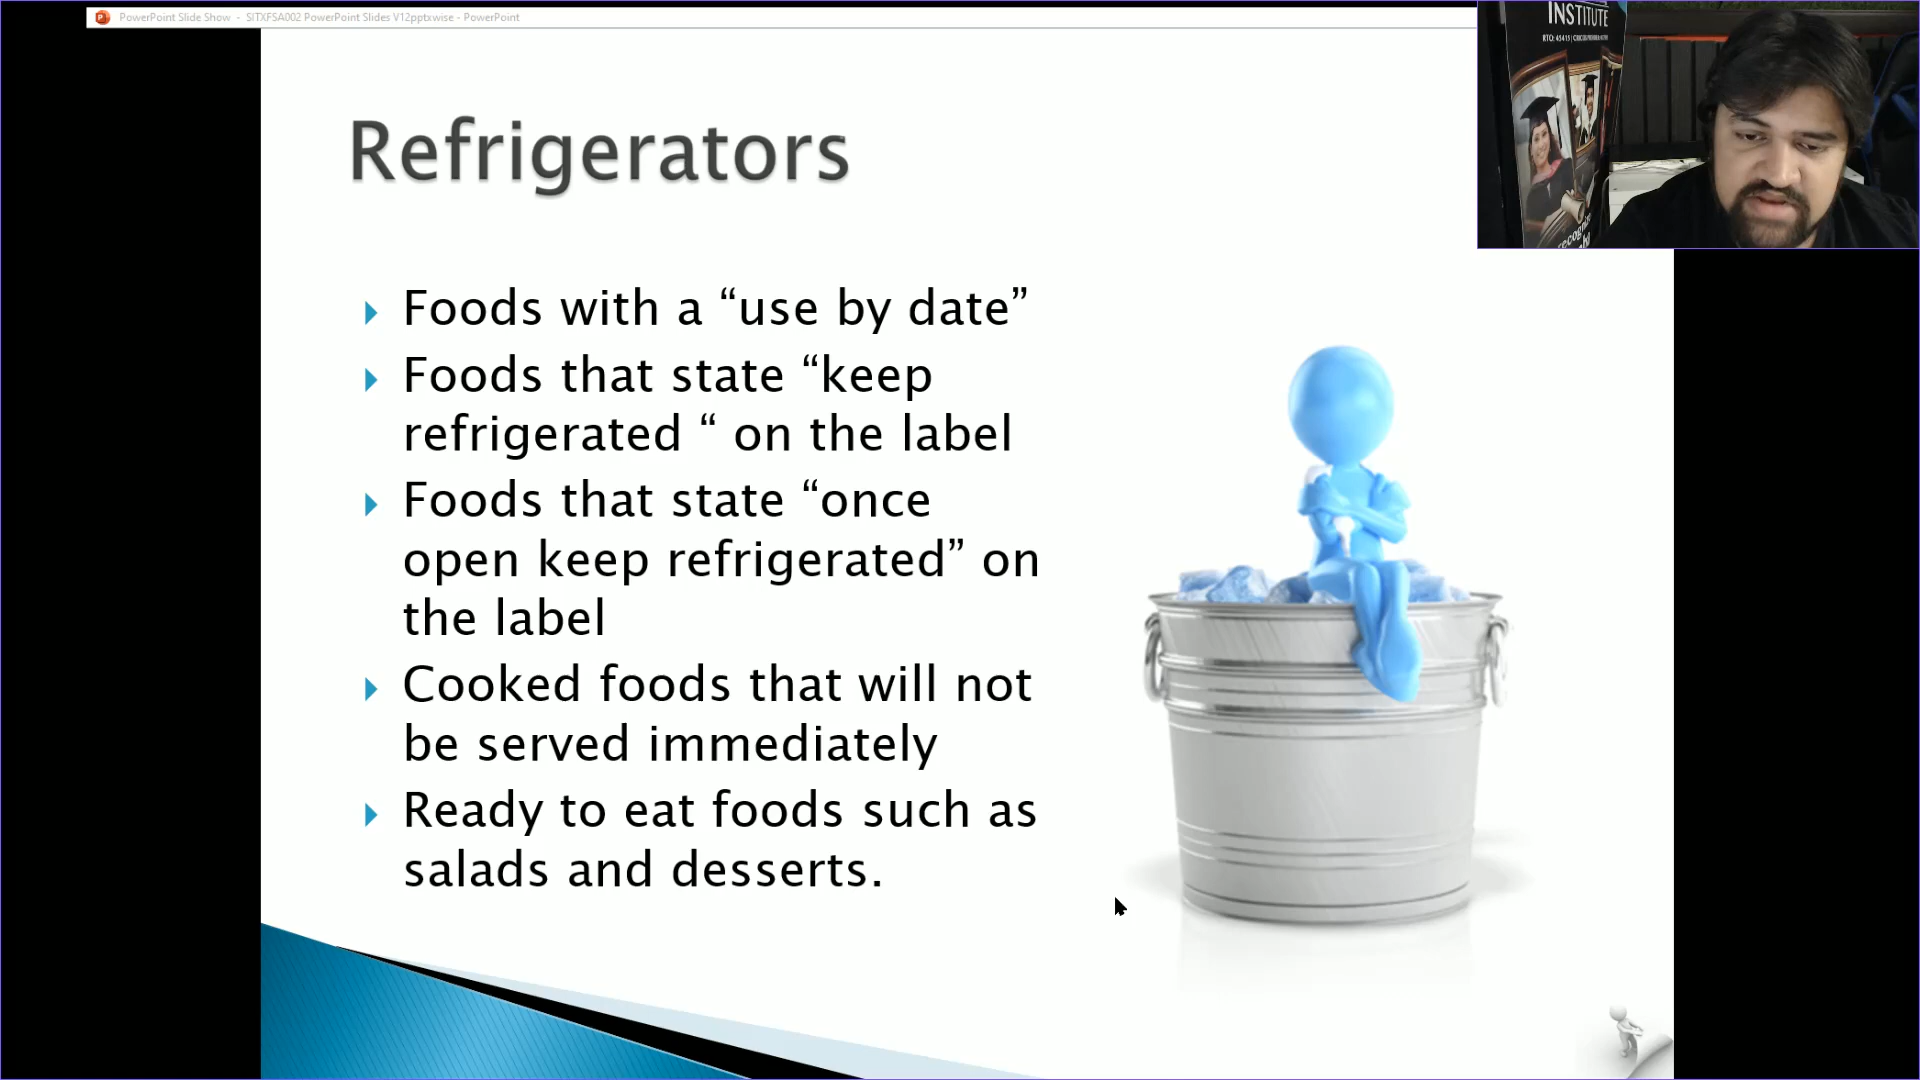 PowerPoint Slide Show - SITXFSA002 PowerPoint Slides V12pptxwise - PowerPoint
INSTITUTE
Refrigerators
Foods with a “use by date”
Foods that state “keep
refrigerated “ on the label
Foods that state “once
open keep refrigerated” on
the label
Cooked foods that will not
be served immediately
Ready to eat foods such as
salads and desserts.